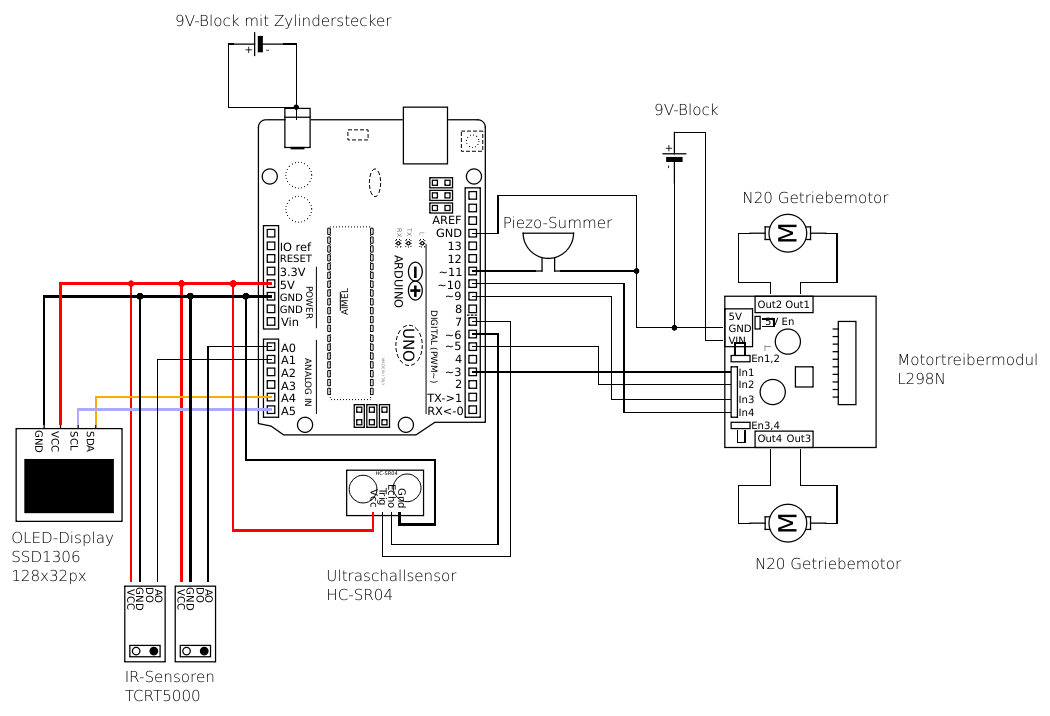 9V-Block mit Zylinderstecker
+ -
9V-Block
+
-
N20 Getriebemotor
M
Piezo-Summer
AREF
GND
13
12
~11
~10
~9
8
7
~6
~5
4
~3
2
TX->1
RX<-0
DIGITAL (PWM~)
RX
TX
L
ARDUINO
UNO
MADE IN ITALY
AIMEL
IO ref
RESET
3.3V
5V
GND
GND
Vin
POWER
A0
A1
A2
A3
A4
A5
ANALOG IN
Out2 Out1
5V
GND
VIN
5V En
En1,2
In1
In2
In3
In4
En3,4
Out4 Out3
Motortreibermodul
L298N
M
N20 Getriebemotor
GND
VCC
SCL
SDA
OLED-Display
SSD1306
128x32px
HC-SR04
Vcc
Trig
Echo
Gnd
Ultraschallsensor
HC-SR04
VCC
GND
DO
AO
VCC
GND
DO
AO
IR-Sensoren
TCRT5000